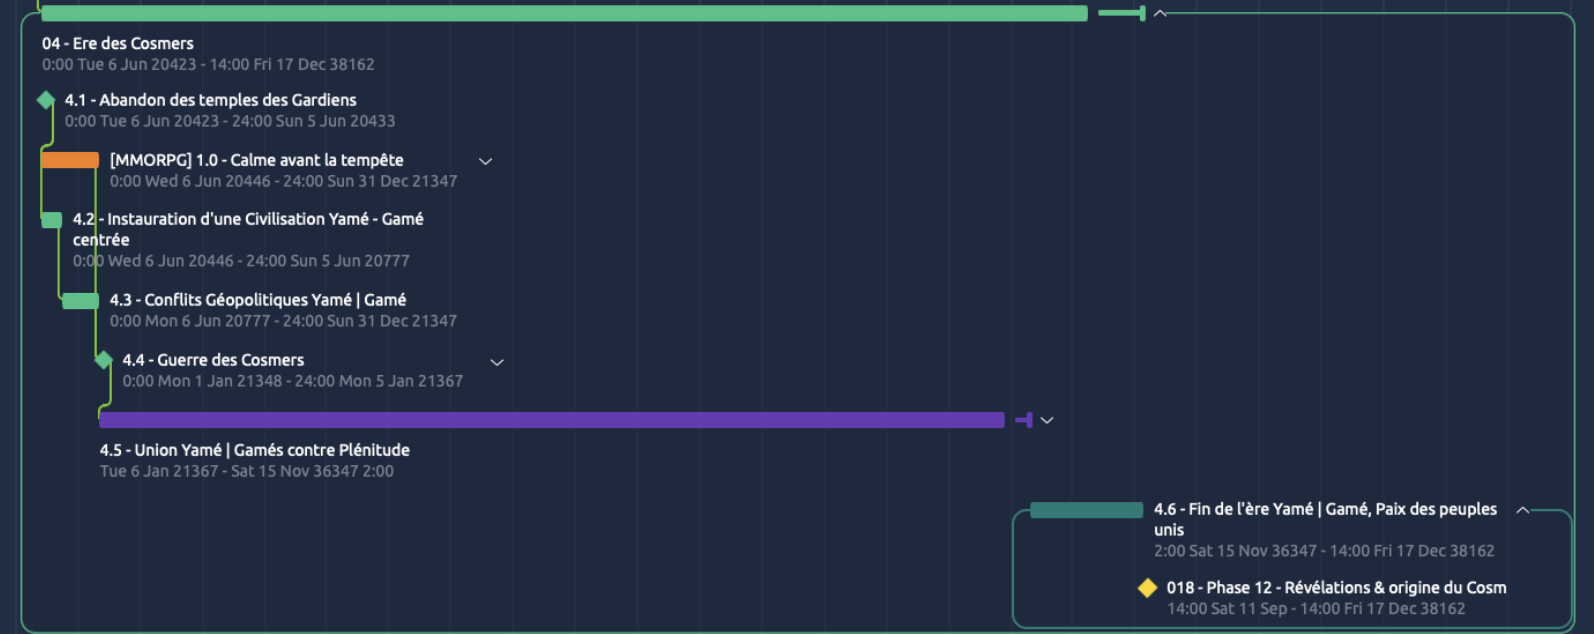 04 - Ere des Cosmers
0:00 Tue 6 Jun 20423 - 14:00 Fri 17 Dec 38162
4.1 - Abandon des temples des Gardiens
0:00 Tue 6 Jun 20423 - 24:00 Sun 5 Jun 20433
[MMORPG] 1.0 - Calme avant la tempête
0:00 Wed 6 Jun 20446 - 24:00 Sun 31 Dec 21347
4.2 - Instauration d'une Civilisation Yamé - Gamé
centrée
0:00 Wed 6 Jun 20446 - 24:00 Sun 5 Jun 20777
4.3 - Conflits Géopolitiques Yamé | Gamé
0:00 Mon 6 Jun 20777 - 24:00 Sun 31 Dec 21347
4.4 - Guerre des Cosmers
0:00 Mon 1 Jan 21348 - 24:00 Mon 5 Jan 21367
4.5 - Union Yamé | Gamés contre Plénitude
Tue 6 Jan 21367 - Sat 15 Nov 36347 2:00
4.6 - Fin de l'ère Yamé | Gamé, Paix des peuples
unis
2:00 Sat 15 Nov 36347 - 14:00 Fri 17 Dec 38162
018 - Phase 12 - Révélations & origine du Cosm
14:00 Sat 11 Sep - 14:00 Fri 17 Dec 38162